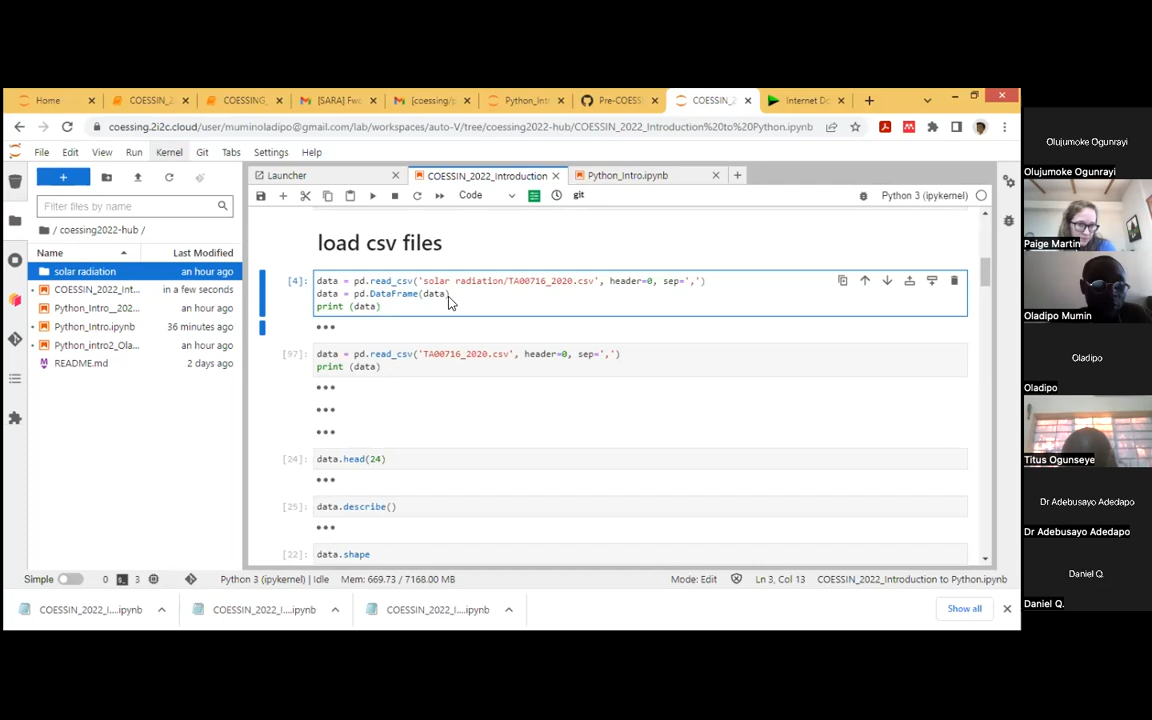 Home
COESSIN_2
COESSING_
[SARA] Fwd
[coessing/p
Python_Int
Pre-COESS
COESSIN_2
Internet Do
coessing.2i2c.cloud/user/muminoladipo@gmail.com/lab/workspaces/auto-V/tree/coessing2022-hub/COESSIN_2022_Introduction%20to%20Python.ipynb
File Edit View Run Kernel Git Tabs Settings Help
Launcher
COESSIN_2022_Introduction
Python_Intro.ipynb
Filter files by name
/ coessing2022-hub /
Name Last Modified
solar radiation an hour ago
COESSIN_2022_Int... in a few seconds
Python_Intro__202... an hour ago
Python_Intro.ipynb 36 minutes ago
Python_intro2_Ola... an hour ago
README.md 2 days ago
Code
git
Python 3 (ipykernel)
load csv files
[4]: data = pd.read_csv('solar radiation/TA00716_2020.csv', header=0, sep=',')
data = pd.DataFrame(data)
print (data)
[97]: data = pd.read_csv('TA00716_2020.csv', header=0, sep=',')
print (data)
[24]: data.head(24)
[25]: data.describe()
[22]: data.shape
Simple 0 3 Python 3 (ipykernel) | Idle Mem: 669.73 / 7168.00 MB Mode: Edit Ln 3, Col 13 COESSIN_2022_Introduction to Python.ipynb
COESSIN_2022_I....ipynb
COESSIN_2022_I....ipynb
COESSIN_2022_I....ipynb
Show all
Olujumoke Ogunrayi
Olujumoke Ogunrayi
Paige Martin
Oladipo Mumin
Oladipo
Oladipo
Titus Ogunseye
Dr Adebusayo Adedapo
Dr Adebusayo Adedapo
Daniel Q.
Daniel Q.